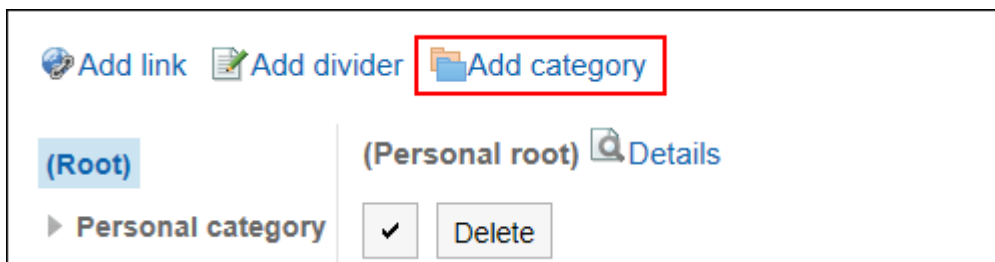 Add link Add divider Add category
(Root)
Personal category
(Personal root) Details
Delete